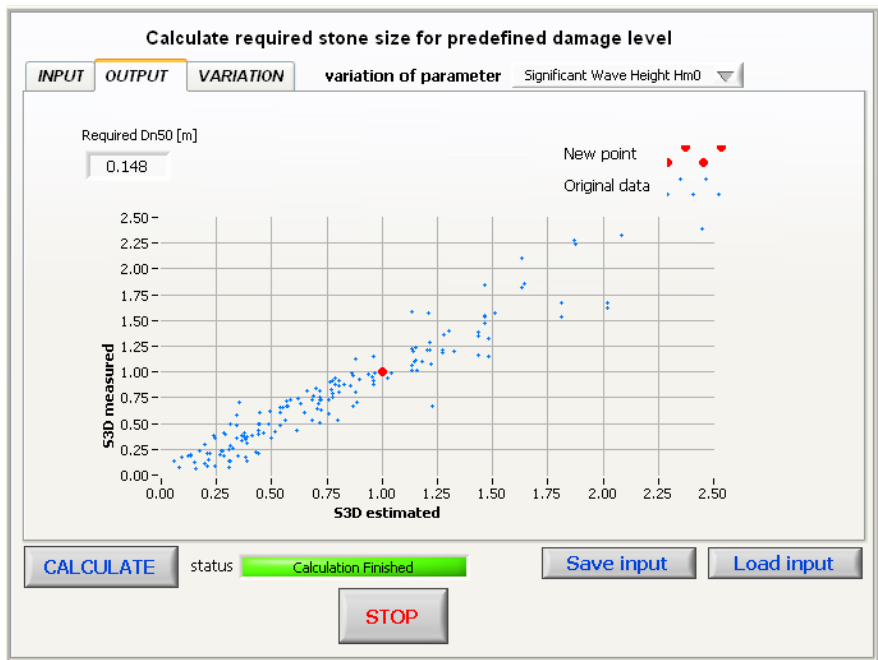 Calculate required stone size for predefined damage level
INPUT OUTPUT VARIATION variation of parameter Significant Wave Height Hm0
Required Dn50 [m]
0.148
New point
Original data
2.50
2.25
2.00
1.75
1.50
1.25
1.00
0.75
0.50
0.25
0.00
S3D measured
0.00 0.25 0.50 0.75 1.00 1.25 1.50 1.75 2.00 2.25 2.50
S3D estimated
CALCULATE status Calculation Finished Save input Load input
STOP